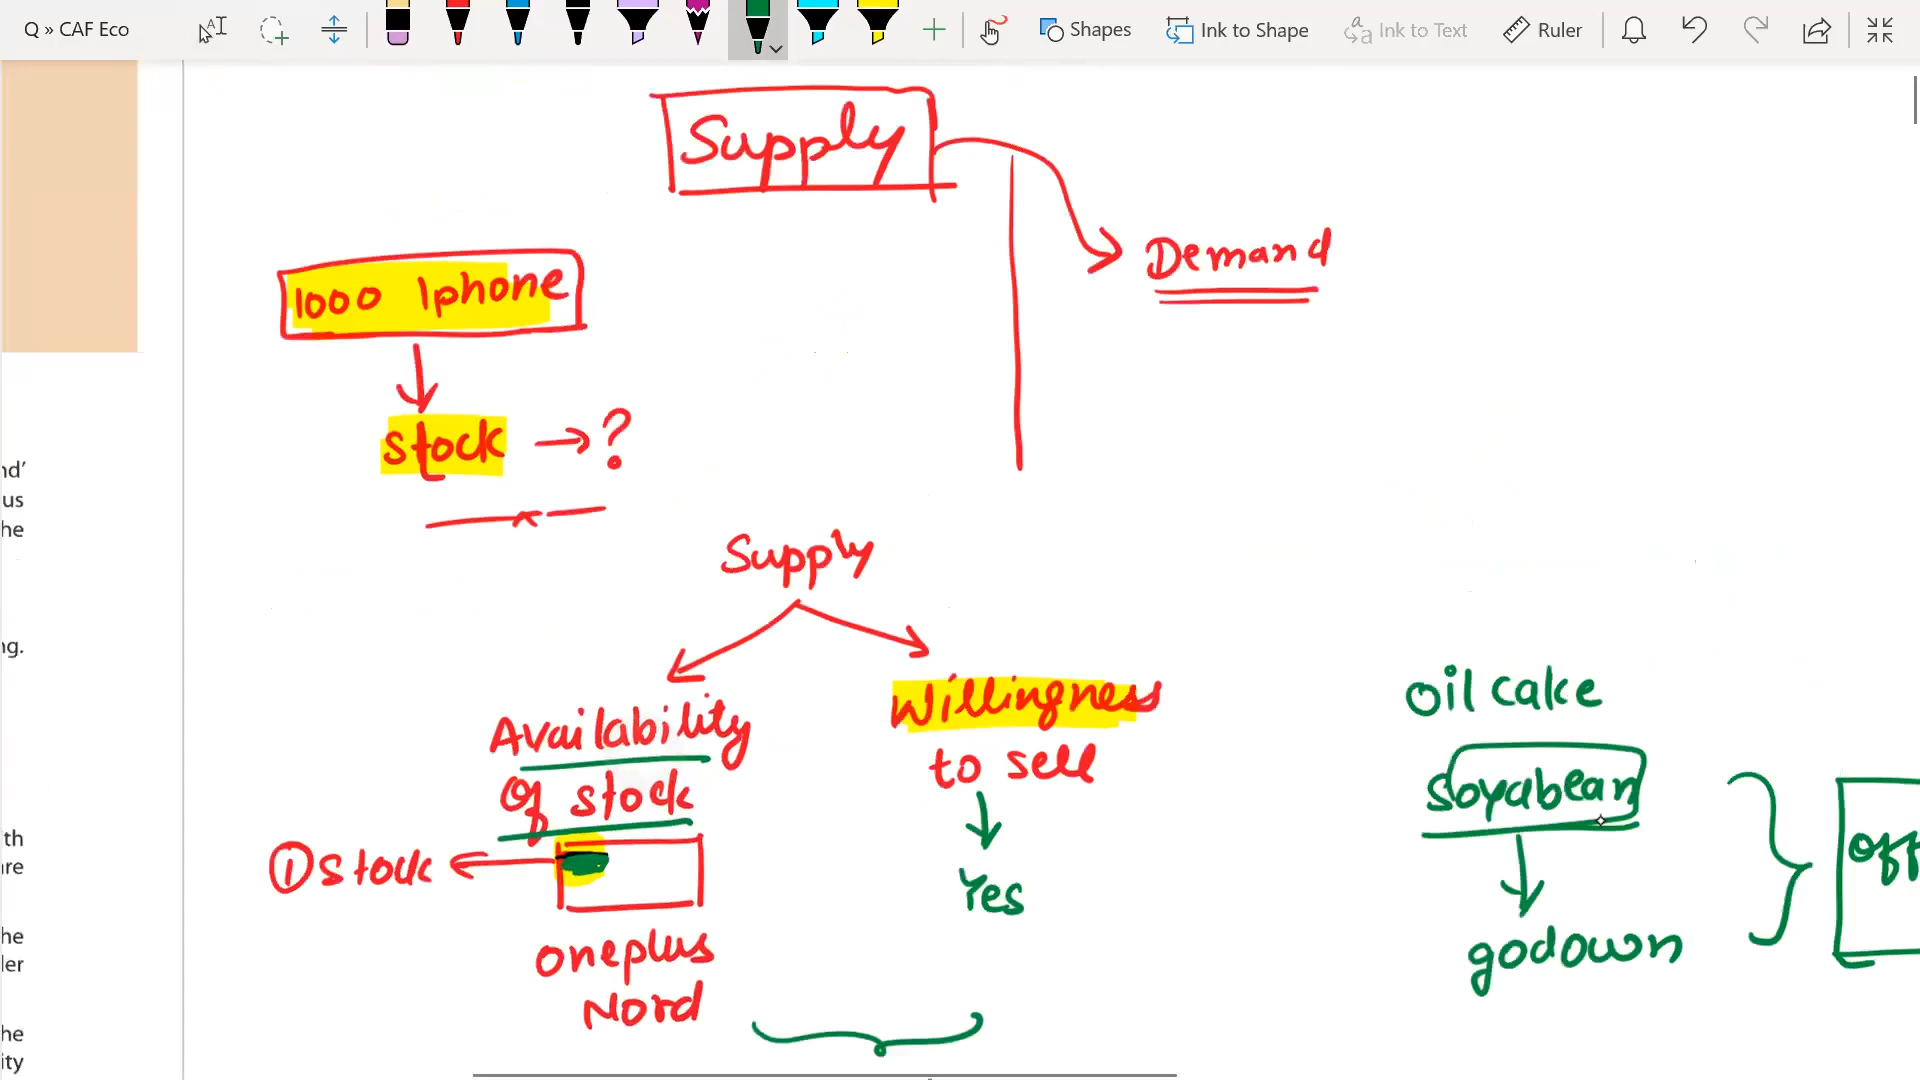 Q » CAF Eco
Shapes
Ink to Shape
Ink to Text
Ruler
Supply
Demand
1000 Iphone
stock → ?
Supply
Availability
of stock
① stock
oneplus
Nord
Willingness
to sell
Yes
oil cake
soyabean
godown
off
nd'
us
he
ng.
th
are
he
ler
he
ity